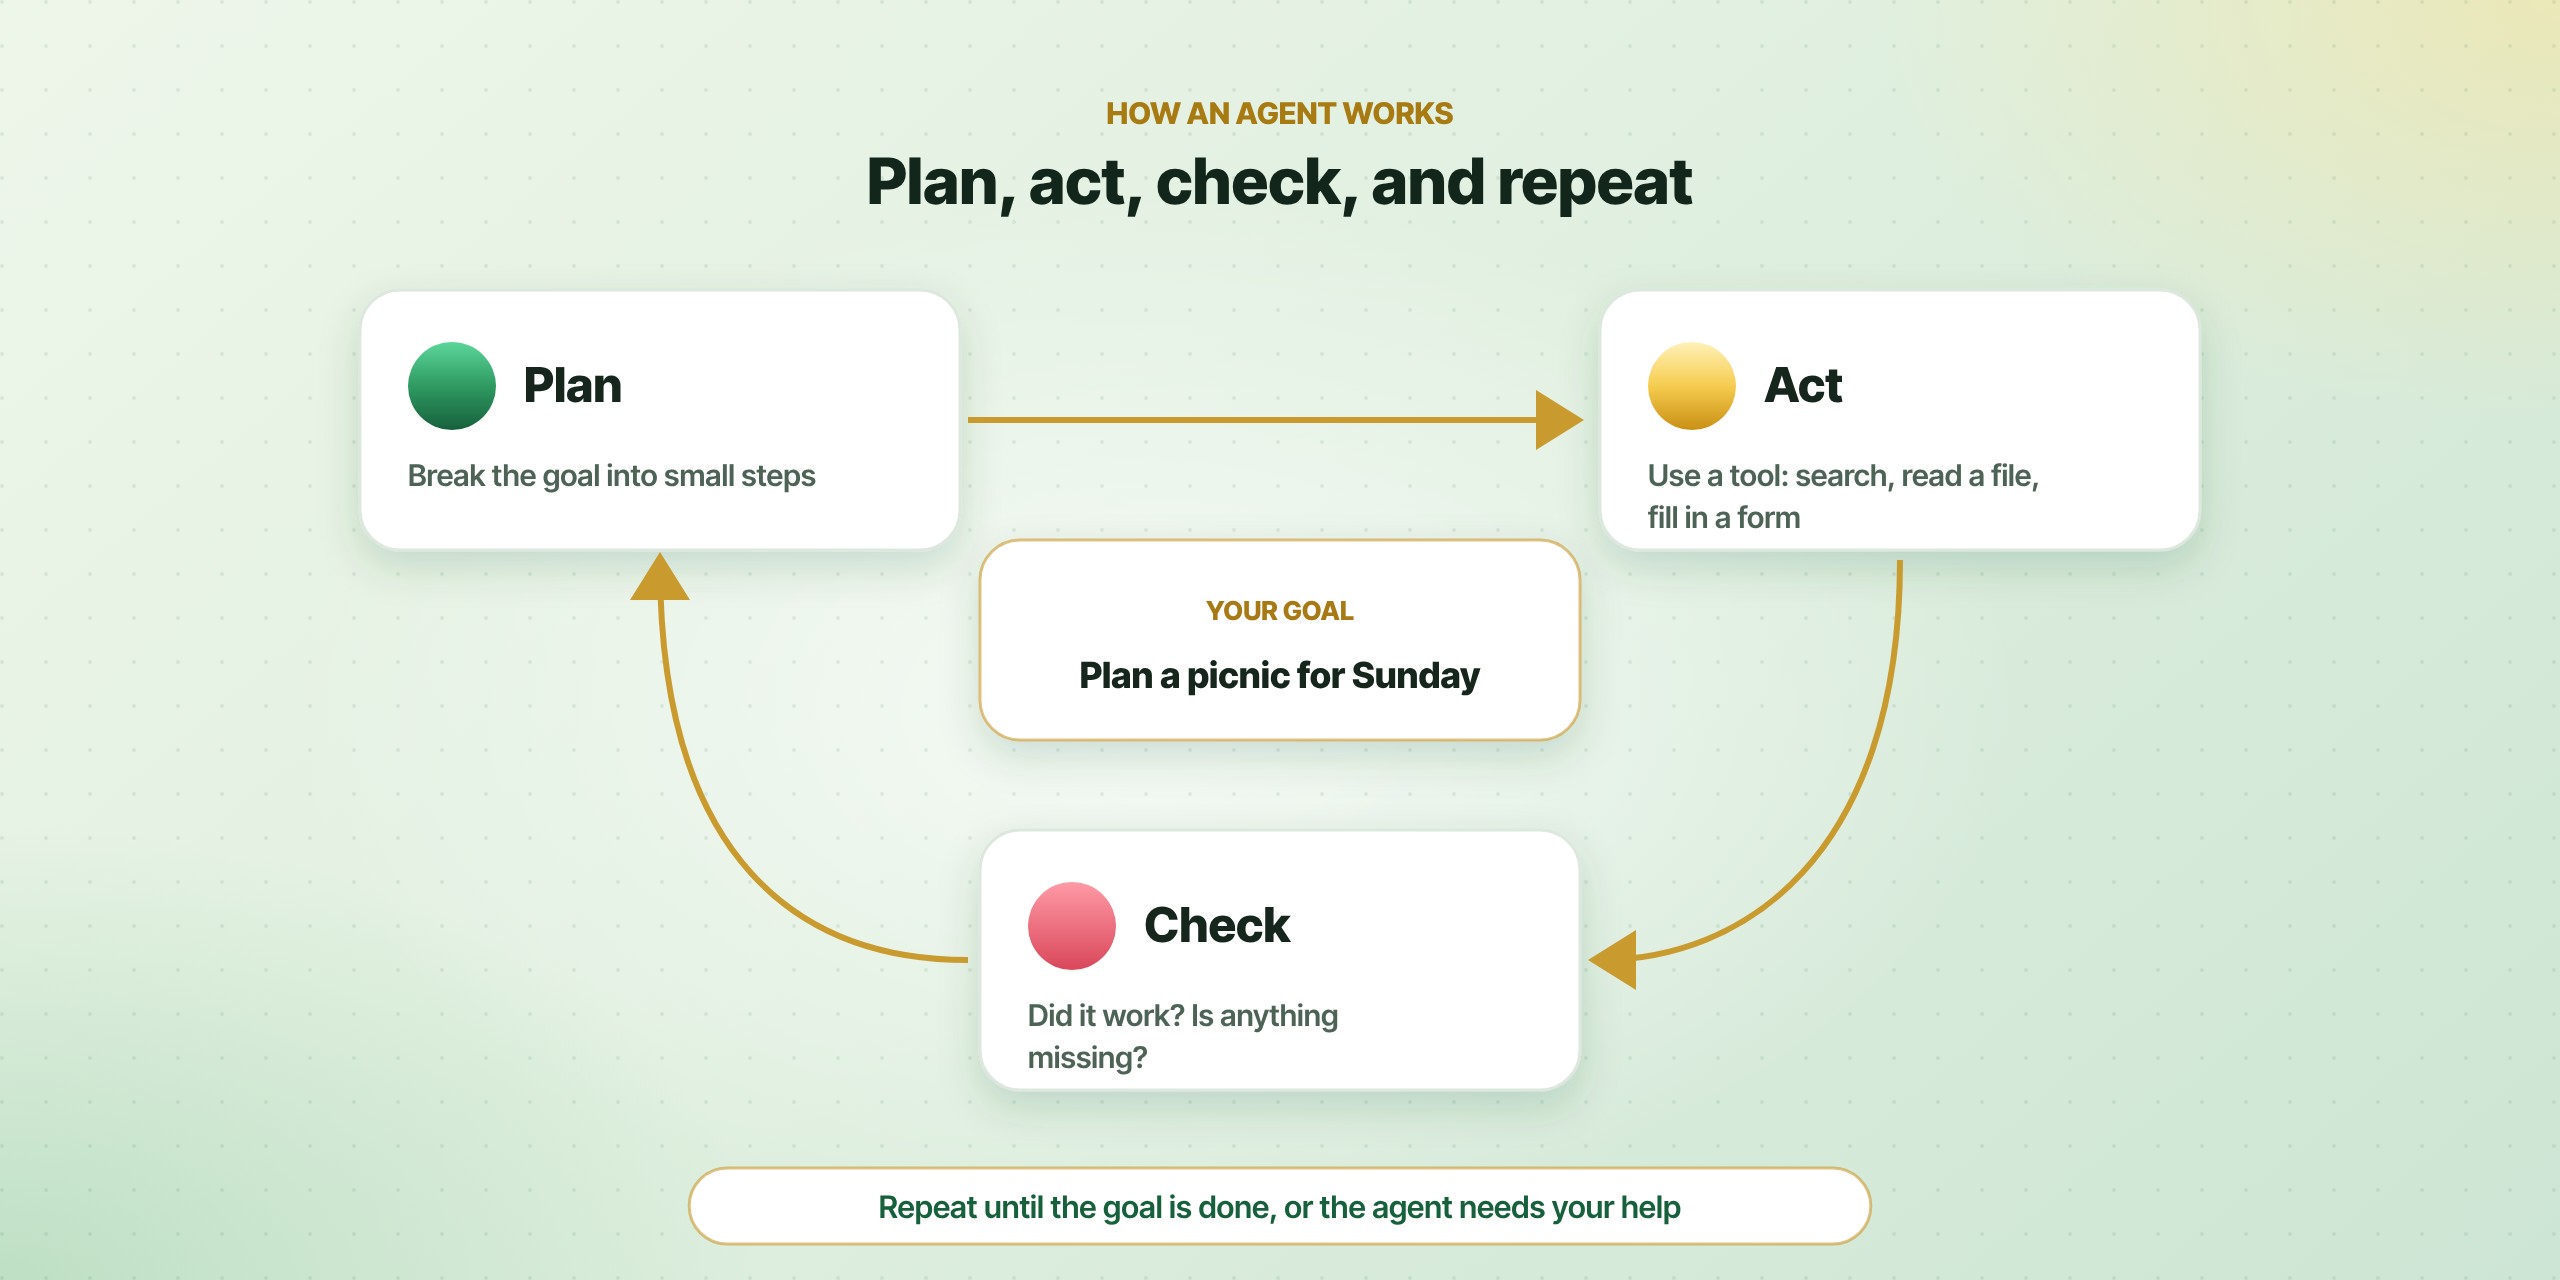 HOW AN AGENT WORKS
Plan, act, check, and repeat
Plan
Break the goal into small steps
Act
Use a tool: search, read a file,
fill in a form
YOUR GOAL
Plan a picnic for Sunday
Check
Did it work? Is anything
missing?
Repeat until the goal is done, or the agent needs your help